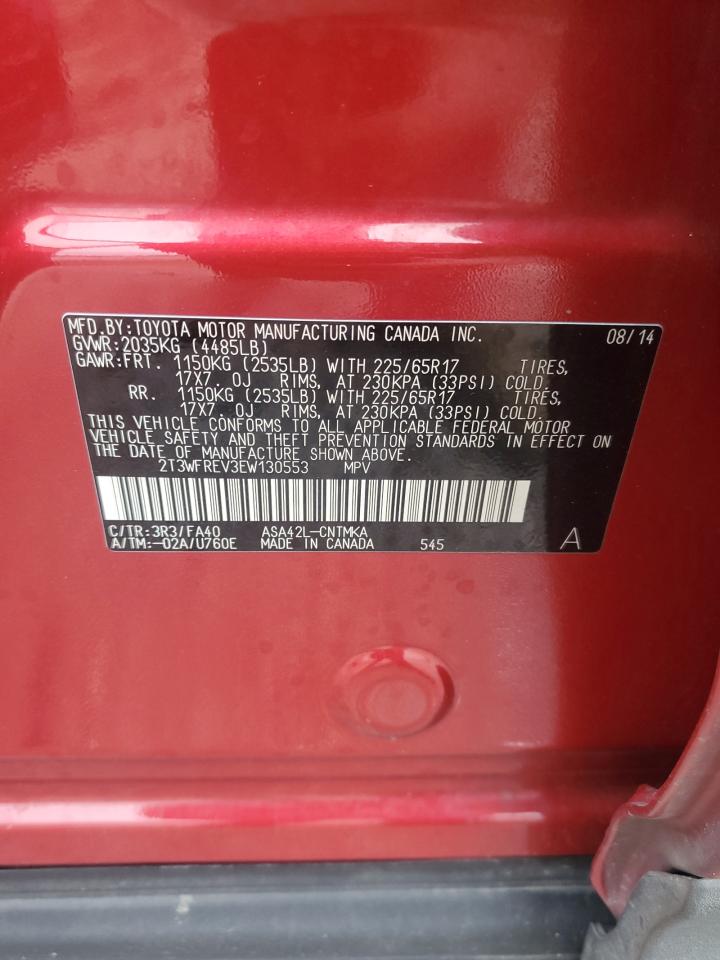 MFD.BY:TOYOTA MOTOR MANUFACTURING CANADA INC. 08/14
GVWR:2035KG (4485LB)
GAWR:FRT. 1150KG (2535LB) WITH 225/65R17 TIRES,
17X7. 0J RIMS, AT 230KPA (33PSI) COLD.
RR. 1150KG (2535LB) WITH 225/65R17 TIRES,
17X7. 0J RIMS, AT 230KPA (33PSI) COLD.
THIS VEHICLE CONFORMS TO ALL APPLICABLE FEDERAL MOTOR
VEHICLE SAFETY AND THEFT PREVENTION STANDARDS IN EFFECT ON
THE DATE OF MANUFACTURE SHOWN ABOVE.
2T3WFREV3EW130553 MPV
C/TR:3R3/FA40 ASA42L-CNTMKA
A/TM:-02A/U760E MADE IN CANADA 545 A